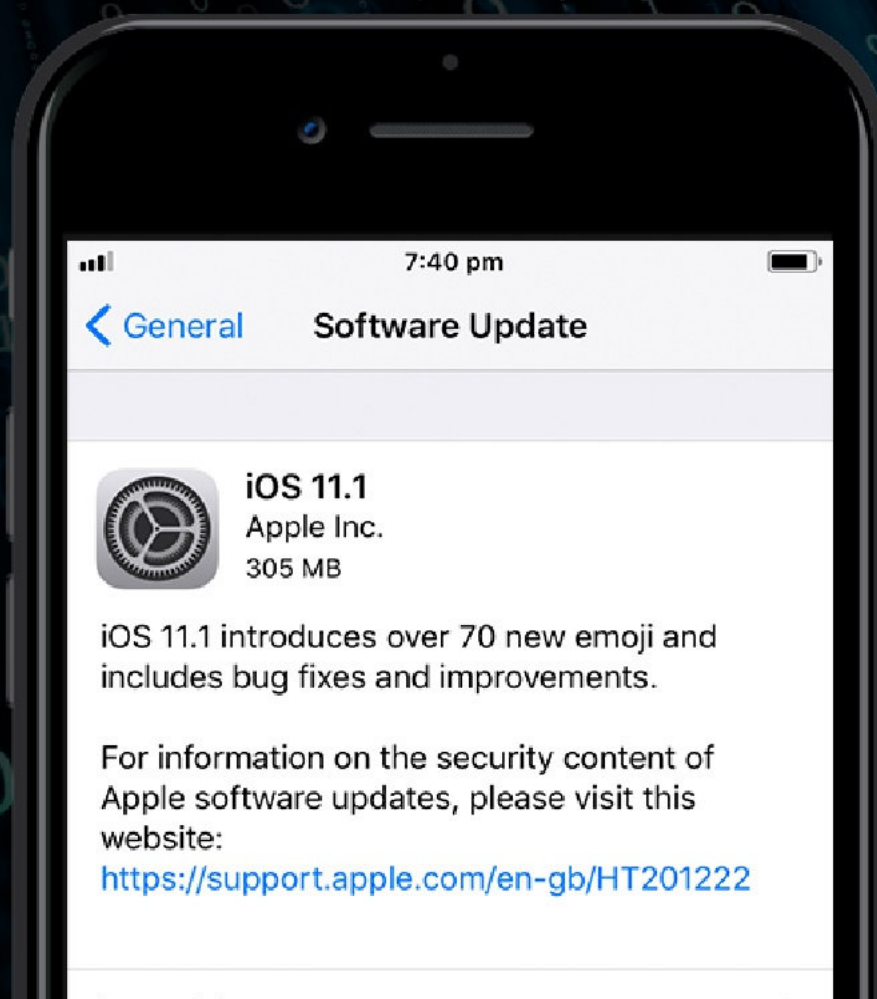 7:40 pm
General
Software Update
iOS 11.1
Apple Inc.
305 MB
iOS 11.1 introduces over 70 new emoji and
includes bug fixes and improvements.
For information on the security content of
Apple software updates, please visit this
website:
https://support.apple.com/en-gb/HT201222